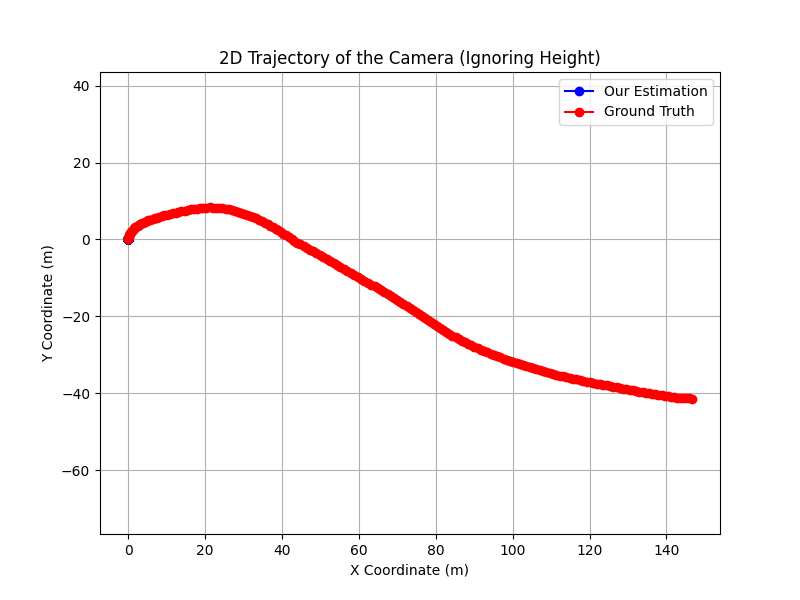 2D Trajectory of the Camera (Ignoring Height)
Our Estimation
Ground Truth
40
20
0
−20
−40
−60
Y Coordinate (m)
0 20 40 60 80 100 120 140
X Coordinate (m)